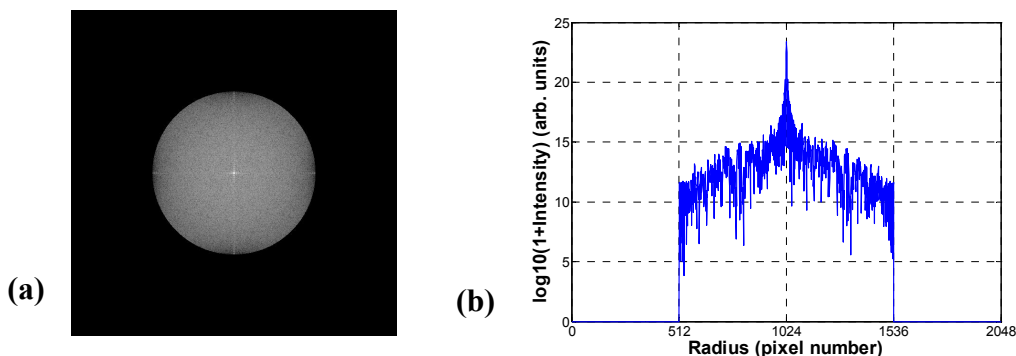 (a)
(b)
log10(1+Intensity) (arb. units)
25
20
15
10
5
0
0
512
1024
1536
2048
Radius (pixel number)